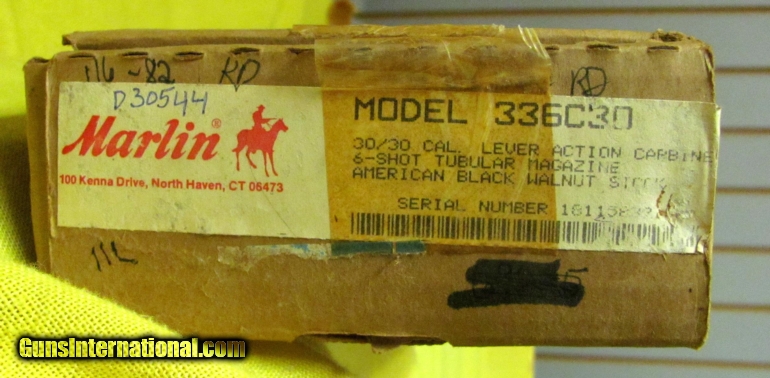 116-82 RD
RD
D30544
Marlin®
100 Kenna Drive, North Haven, CT 06473
MODEL 336C30
30/30 CAL. LEVER ACTION CARBINE
6-SHOT TUBULAR MAGAZINE
AMERICAN BLACK WALNUT STOCK
SERIAL NUMBER
GunsInternational.com